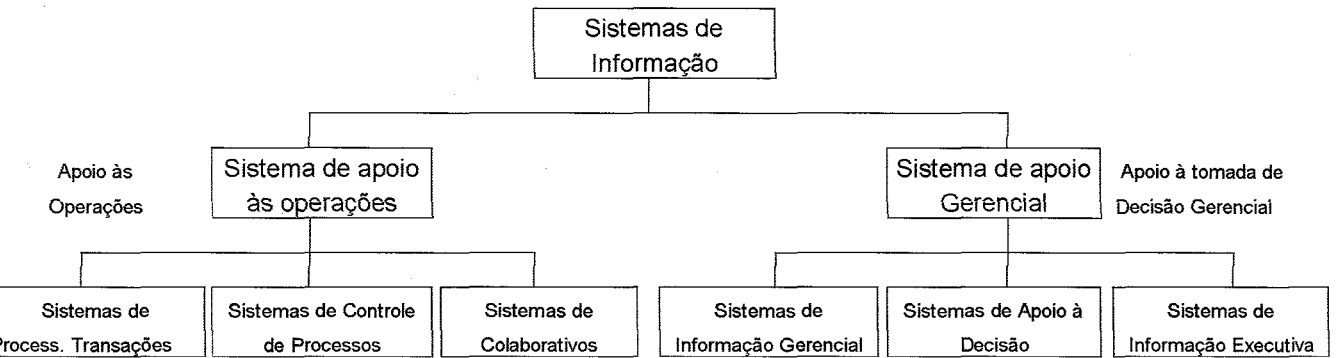 Sistemas de
Informação
Apoio às
Operações
Sistema de apoio
às operações
Sistema de apoio
Gerencial
Apoio à tomada de
Decisão Gerencial
Sistemas de
Process. Transações
Sistemas de Controle
de Processos
Sistemas de
Colaborativos
Sistemas de
Informação Gerencial
Sistemas de Apoio à
Decisão
Sistemas de
Informação Executiva